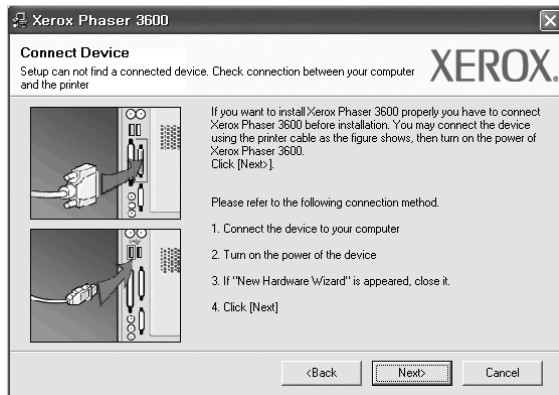 Xerox Phaser 3600
Connect Device
Setup can not find a connected device. Check connection between your computer
and the printer
XEROX.
If you want to install Xerox Phaser 3600 properly you have to connect
Xerox Phaser 3600 before installation. You may connect the device
using the printer cable as the figure shows, then turn on the power of
Xerox Phaser 3600.
Click [Next>].
Please refer to the following connection method.
1. Connect the device to your computer
2. Turn on the power of the device
3. If "New Hardware Wizard" is appeared, close it.
4. Click [Next]
<Back
Next>
Cancel